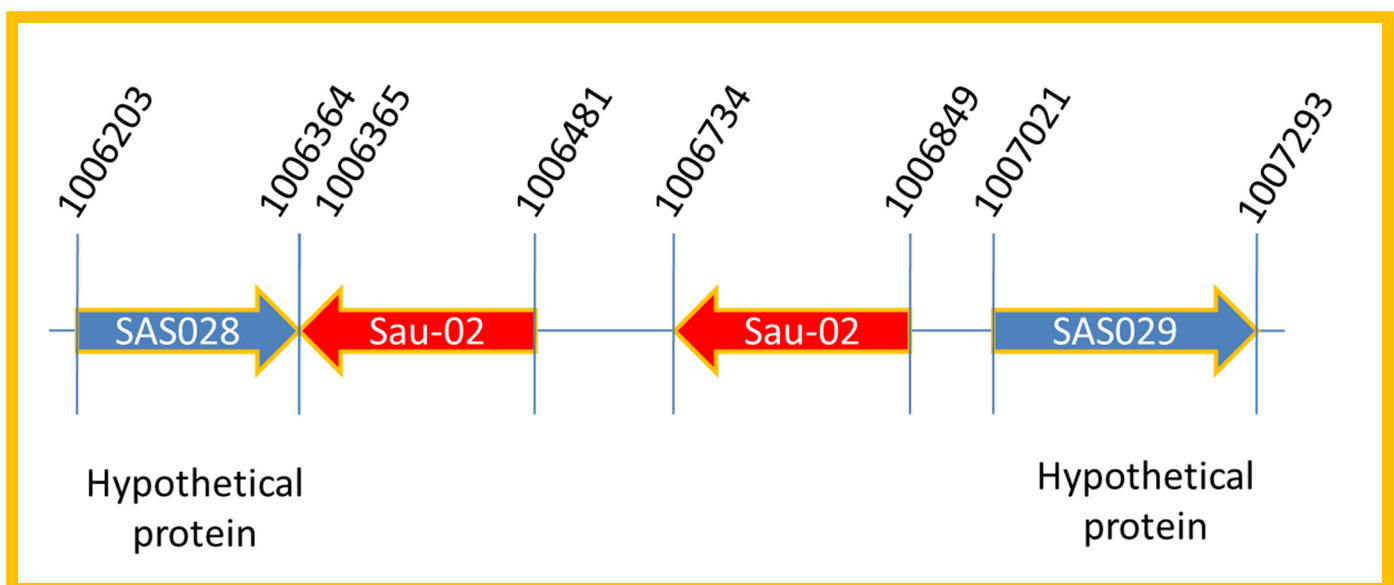 1006203
1006364
1006365
1006481
1006734
1006849
1007021
1007293
SAS028
Sau-02
Sau-02
SAS029
Hypothetical
protein
Hypothetical
protein